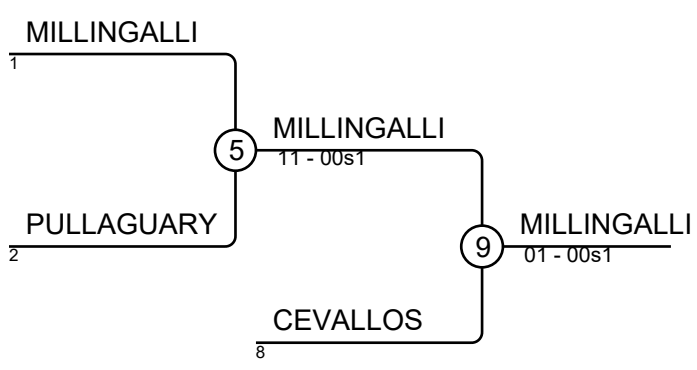 MILLINGALLI
1
5
MILLINGALLI
11 - 00s1
PULLAGUARY
2
9
MILLINGALLI
01 - 00s1
CEVALLOS
8